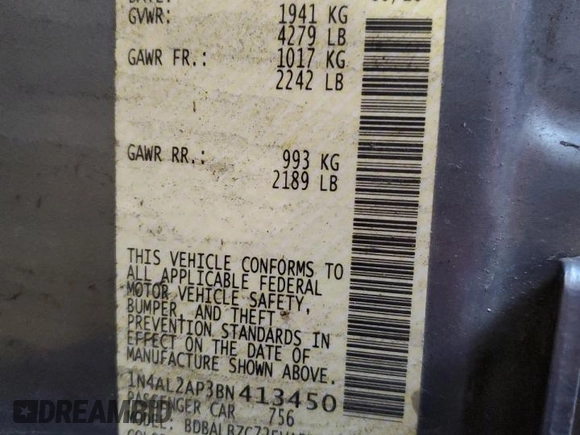 GVWR: 1941 KG
4279 LB
GAWR FR.: 1017 KG
2242 LB
GAWR RR.: 993 KG
2189 LB
THIS VEHICLE CONFORMS TO
ALL APPLICABLE FEDERAL
MOTOR VEHICLE SAFETY,
BUMPER, AND THEFT
PREVENTION STANDARDS IN
EFFECT ON THE DATE OF
MANUFACTURE SHOWN ABOVE.
1N4AL2AP3BN413450
PASSENGER CAR 756
DREAMBID